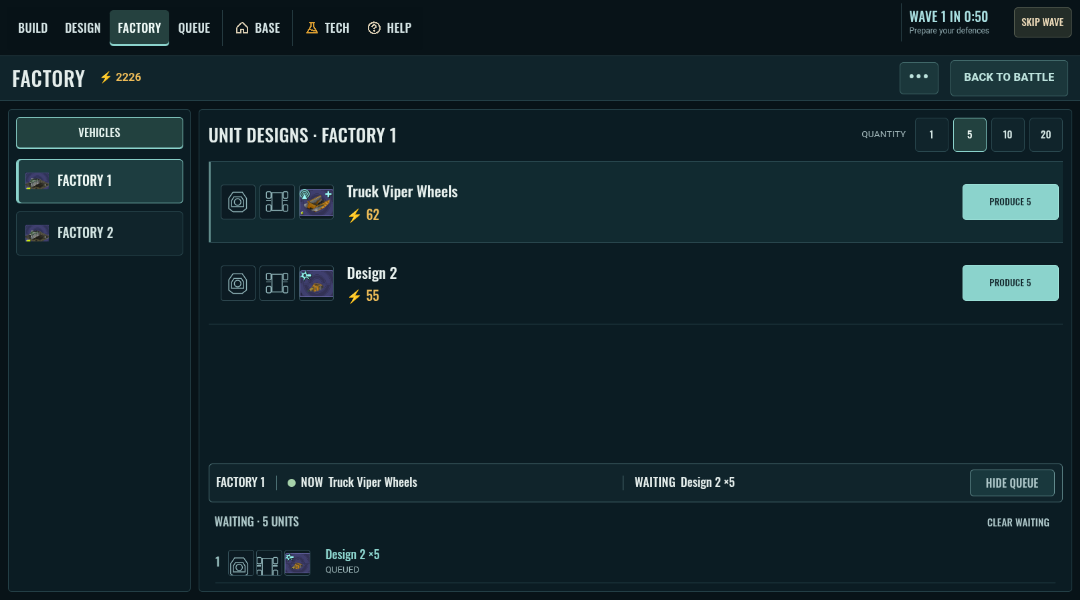 BUILD DESIGN FACTORY QUEUE BASE TECH HELP
WAVE 1 IN 0:50
Prepare your defences
SKIP WAVE
FACTORY 2226
••• BACK TO BATTLE
VEHICLES
FACTORY 1
FACTORY 2
UNIT DESIGNS · FACTORY 1
QUANTITY 1 5 10 20
Truck Viper Wheels
62
PRODUCE 5
Design 2
55
PRODUCE 5
FACTORY 1 NOW Truck Viper Wheels WAITING Design 2 ×5 HIDE QUEUE
WAITING · 5 UNITS CLEAR WAITING
1 Design 2 ×5
QUEUED